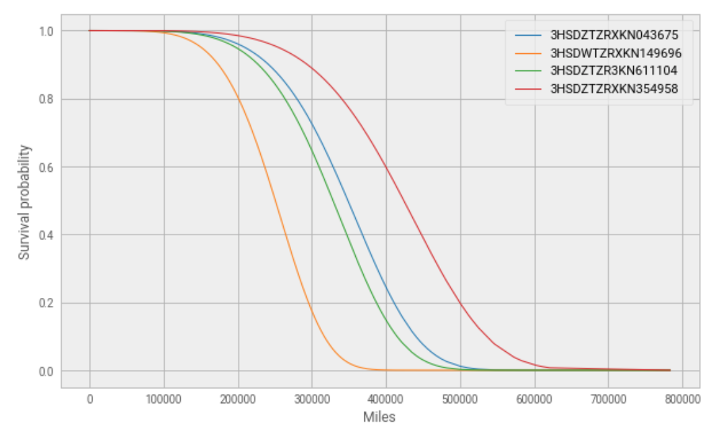 1.0
0.8
0.6
0.4
0.2
0.0
Survival probability
3HSDZTZRXKN043675
3HSDWTZRXKN149696
3HSDZTZR3KN611104
3HSDZTZRXKN354958
0
100000
200000
300000
400000
500000
600000
700000
800000
Miles